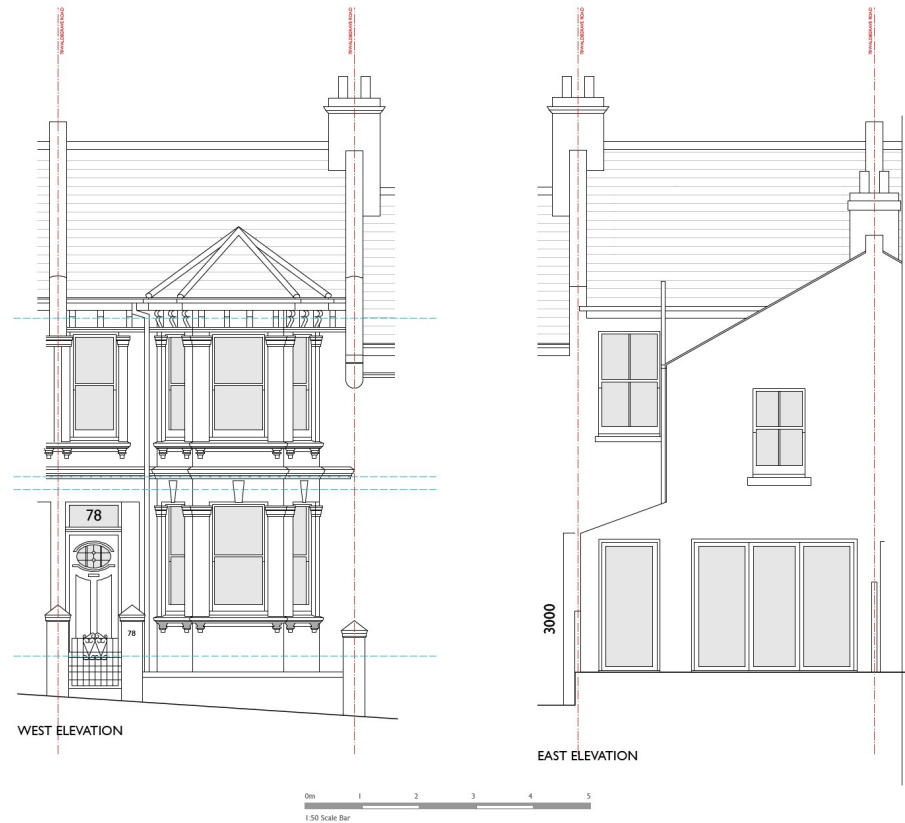 78
78
WEST ELEVATION
3000
EAST ELEVATION
0m 1 2 3 4 5
1:50 Scale Bar